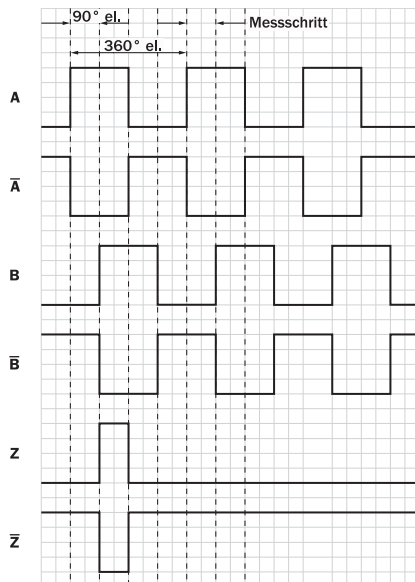 90° el.
Messschritt
360° el.
A
A̅
B
B̅
Z
Z̅